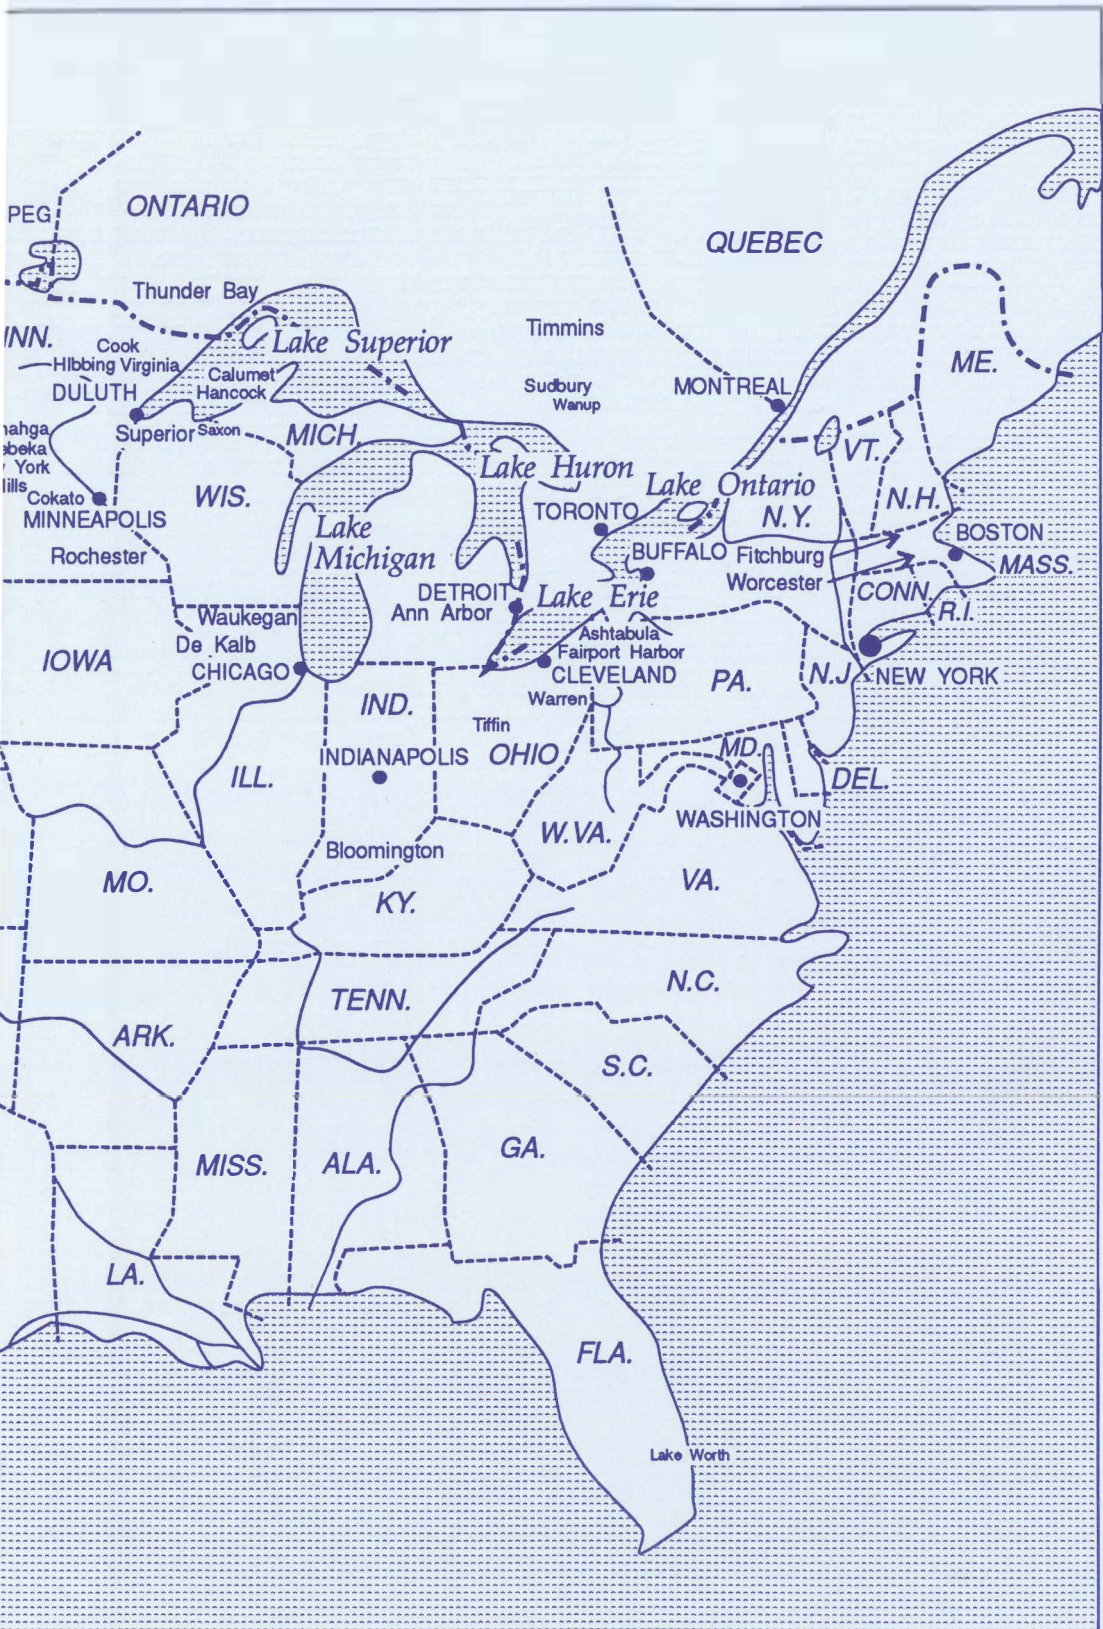 ONTARIO
PEG
QUEBEC
Thunder Bay
Timmins
INN.
Cook
Lake Superior
ME.
HIbbing Virginia
Calumet
DULUTH
Hancock
Sudbury
MONTREAL
Wanup
nahga
Superior
Saxon
MICH.
ebeka
VT.
York
Lake Huron
ills
Cokato
WIS.
Lake Ontario
N.H.
MINNEAPOLIS
TORONTO
N.Y.
Lake
Michigan
BOSTON
Rochester
BUFFALO
Fitchburg
MASS.
Worcester
DETROIT
Lake Erie
CONN.
Ann Arbor
R.I.
Waukegan
Ashtabula
De Kalb
Fairport Harbor
IOWA
CHICAGO
CLEVELAND
PA.
N.J.
NEW YORK
IND.
Warren
Tiffin
INDIANAPOLIS
OHIO
MD.
ILL.
DEL.
WASHINGTON
W.VA.
Bloomington
MO.
VA.
KY.
N.C.
TENN.
ARK.
S.C.
MISS.
ALA.
GA.
LA.
FLA.
Lake Worth